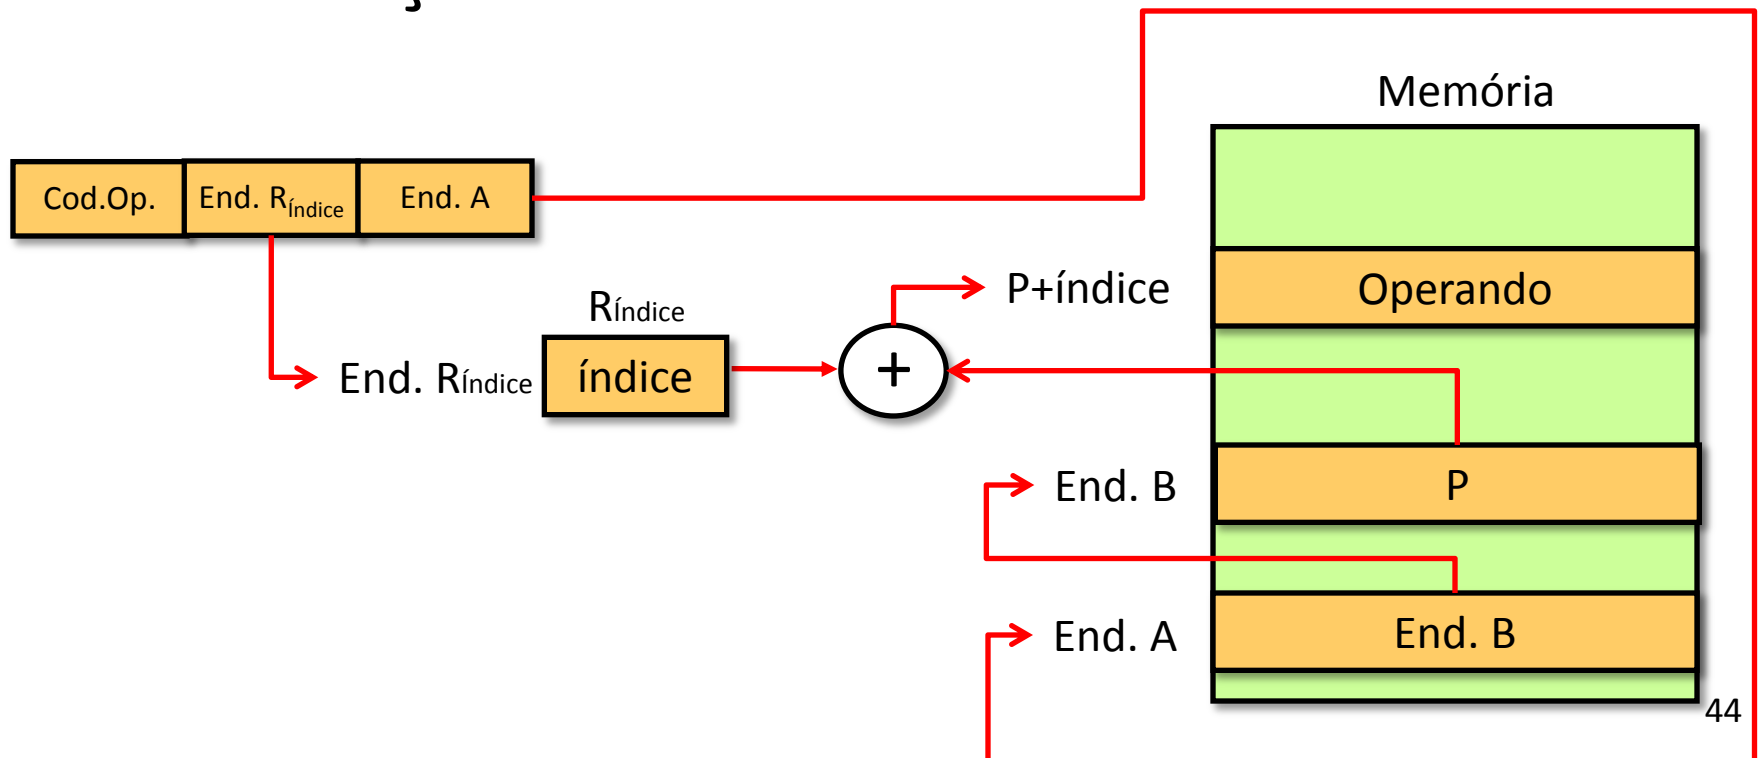 Memória
Cod.Op. End. RÍndice End. A
P+índice Operando
RÍndice
End. RÍndice índice +
End. B P
End. A End. B
44